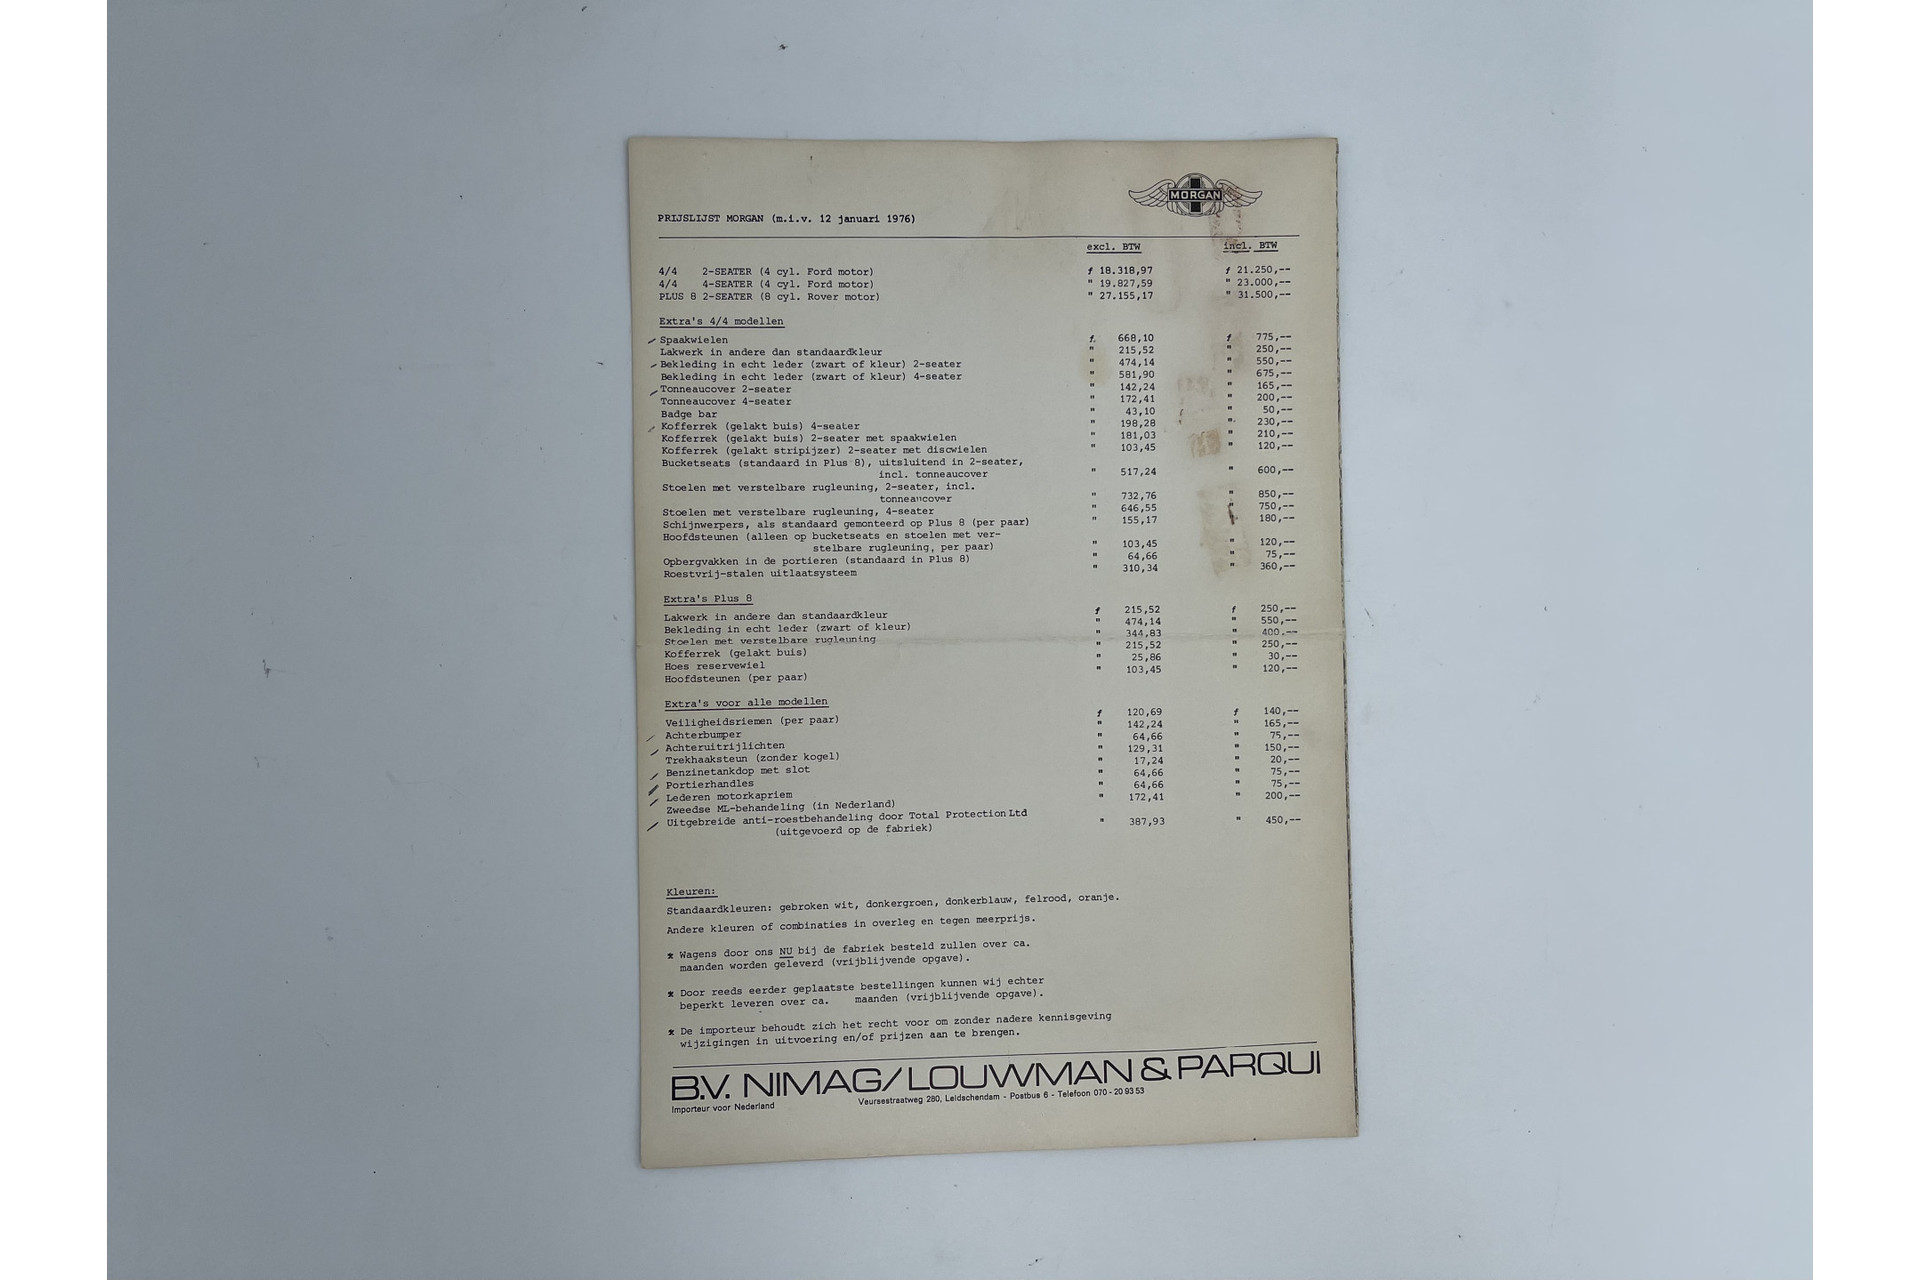 MORGAN
PRIJSLIJST MORGAN (m.i.v. 12 januari 1976)
excl. BTW incl. BTW
4/4 2-SEATER (4 cyl. Ford motor) ƒ 18.318,97 ƒ 21.250,--
4/4 4-SEATER (4 cyl. Ford motor) " 19.827,59 " 23.000,--
PLUS 8 2-SEATER (8 cyl. Rover motor) " 27.155,17 " 31.500,--
Extra's 4/4 modellen
Spaakwielen ƒ. 668,10 ƒ 775,--
Lakwerk in andere dan standaardkleur " 215,52 " 250,--
Bekleding in echt leder (zwart of kleur) 2-seater " 474,14 " 550,--
Bekleding in echt leder (zwart of kleur) 4-seater " 581,90 " 675,--
Tonneaucover 2-seater " 142,24 " 165,--
Tonneaucover 4-seater " 172,41 " 200,--
Badge bar " 43,10 " 50,--
Kofferrek (gelakt buis) 4-seater " 198,28 " 230,--
Kofferrek (gelakt buis) 2-seater met spaakwielen " 181,03 " 210,--
Kofferrek (gelakt stripijzer) 2-seater met discwielen " 103,45 " 120,--
Bucketseats (standaard in Plus 8), uitsluitend in 2-seater,
incl. tonneaucover " 517,24 " 600,--
Stoelen met verstelbare rugleuning, 2-seater, incl.
tonneaucover " 732,76 " 850,--
Stoelen met verstelbare rugleuning, 4-seater " 646,55 " 750,--
Schijnwerpers, als standaard gemonteerd op Plus 8 (per paar) " 155,17 " 180,--
Hoofdsteunen (alleen op bucketseats en stoelen met ver-
stelbare rugleuning, per paar) " 103,45 " 120,--
Opbergvakken in de portieren (standaard in Plus 8) " 64,66 " 75,--
Roestvrij-stalen uitlaatsysteem " 310,34 " 360,--
Extra's Plus 8
Lakwerk in andere dan standaardkleur ƒ 215,52 ƒ 250,--
Bekleding in echt leder (zwart of kleur) " 474,14 " 550,--
Stoelen met verstelbare rugleuning " 344,83 " 400,--
Kofferrek (gelakt buis) " 215,52 " 250,--
Hoes reservewiel " 25,86 " 30,--
Hoofdsteunen (per paar) " 103,45 " 120,--
Extra's voor alle modellen
Veiligheidsriemen (per paar) ƒ 120,69 ƒ 140,--
Achterbumper " 142,24 " 165,--
Achteruitrijlichten " 64,66 " 75,--
Trekhaaksteun (zonder kogel) " 129,31 " 150,--
Benzinetankdop met slot " 17,24 " 20,--
Portierhandles " 64,66 " 75,--
Lederen motorkapriem " 64,66 " 75,--
Zweedse ML-behandeling (in Nederland) " 172,41 " 200,--
Uitgebreide anti-roestbehandeling door Total Protection Ltd
(uitgevoerd op de fabriek) " 387,93 " 450,--
Kleuren:
Standaardkleuren: gebroken wit, donkergroen, donkerblauw, felrood, oranje.
Andere kleuren of combinaties in overleg en tegen meerprijs.
* Wagens door ons NU bij de fabriek besteld zullen over ca.
maanden worden geleverd (vrijblijvende opgave).
* Door reeds eerder geplaatste bestellingen kunnen wij echter
beperkt leveren over ca. maanden (vrijblijvende opgave).
* De importeur behoudt zich het recht voor om zonder nadere kennisgeving
wijzigingen in uitvoering en/of prijzen aan te brengen.
B.V. NIMAG/LOUWMAN & PARQUI
Importeur voor Nederland Veursestraatweg 280, Leidschendam - Postbus 6 - Telefoon 070 - 20 93 53